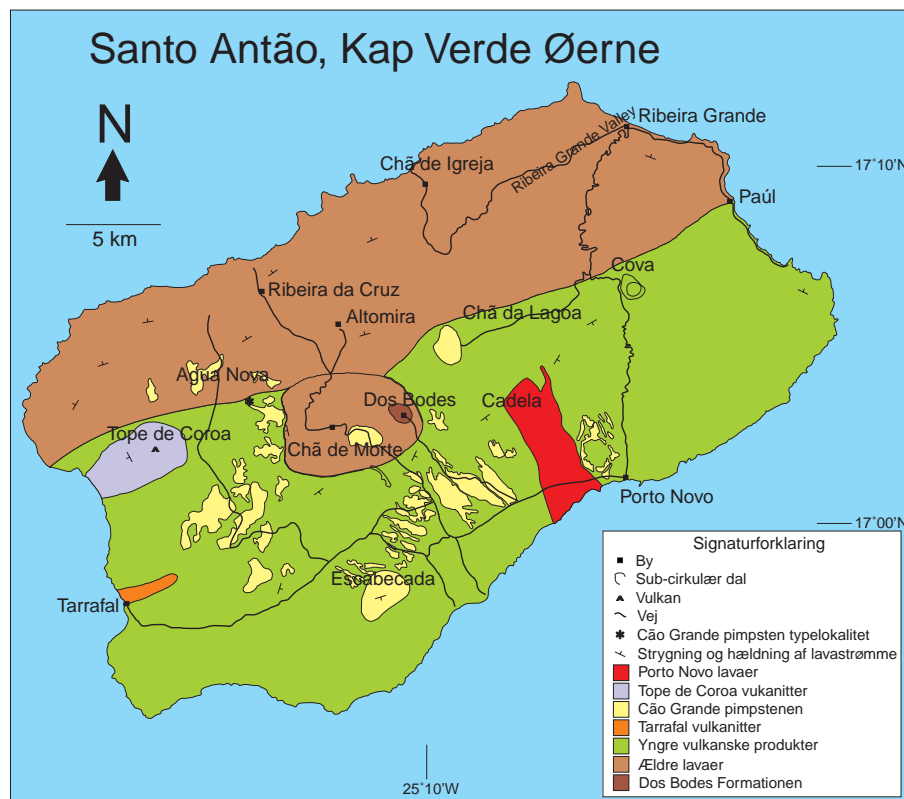 Santo Antão, Kap Verde Øerne
N
5 km
Ribeira Grande
Ribeira Grande Valley
Chã de Igreja
17°10'N
Paúl
Cova
Ribeira da Cruz
Altomira
Chã da Lagoa
Agua Nova
Dos Bodes
Cadela
Tope de Coroa
Chã de Morte
Porto Novo
17°00'N
Escabecada
Tarrafal
25°10'W
Signaturforklaring
By
Sub-cirkulær dal
Vulkan
Vej
Cão Grande pimpsten typelokalitet
Strygning og hældning af lavastrømme
Porto Novo lavaer
Tope de Coroa vukanitter
Cão Grande pimpstenen
Tarrafal vulkanitter
Yngre vulkanske produkter
Ældre lavaer
Dos Bodes Formationen